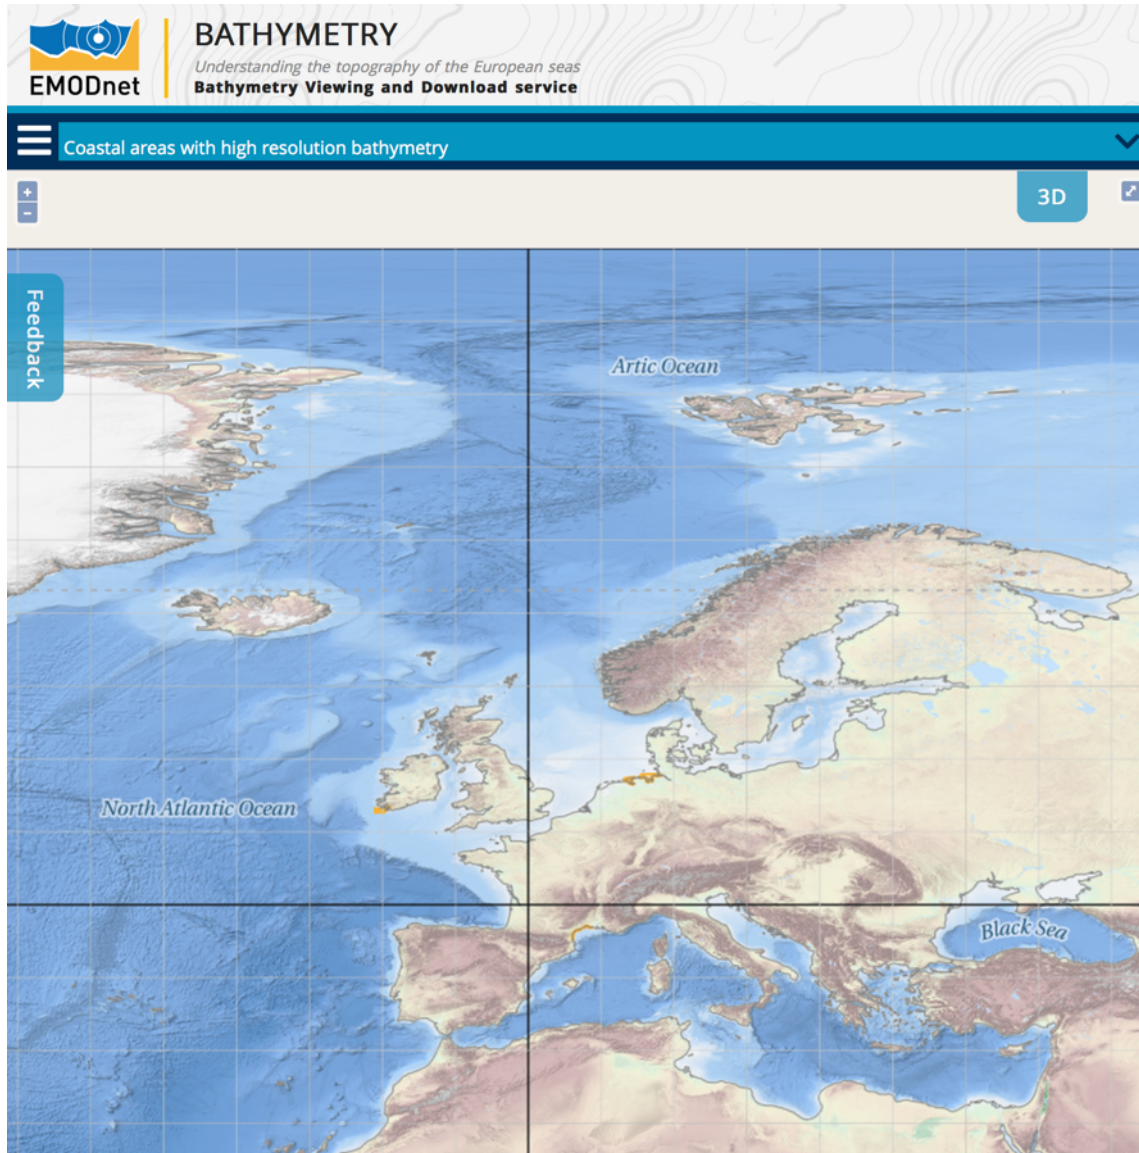 EMODnet
BATHYMETRY
Understanding the topography of the European seas
Bathymetry Viewing and Download service
Coastal areas with high resolution bathymetry
+
-
3D
Feedback
Artic Ocean
North Atlantic Ocean
Black Sea